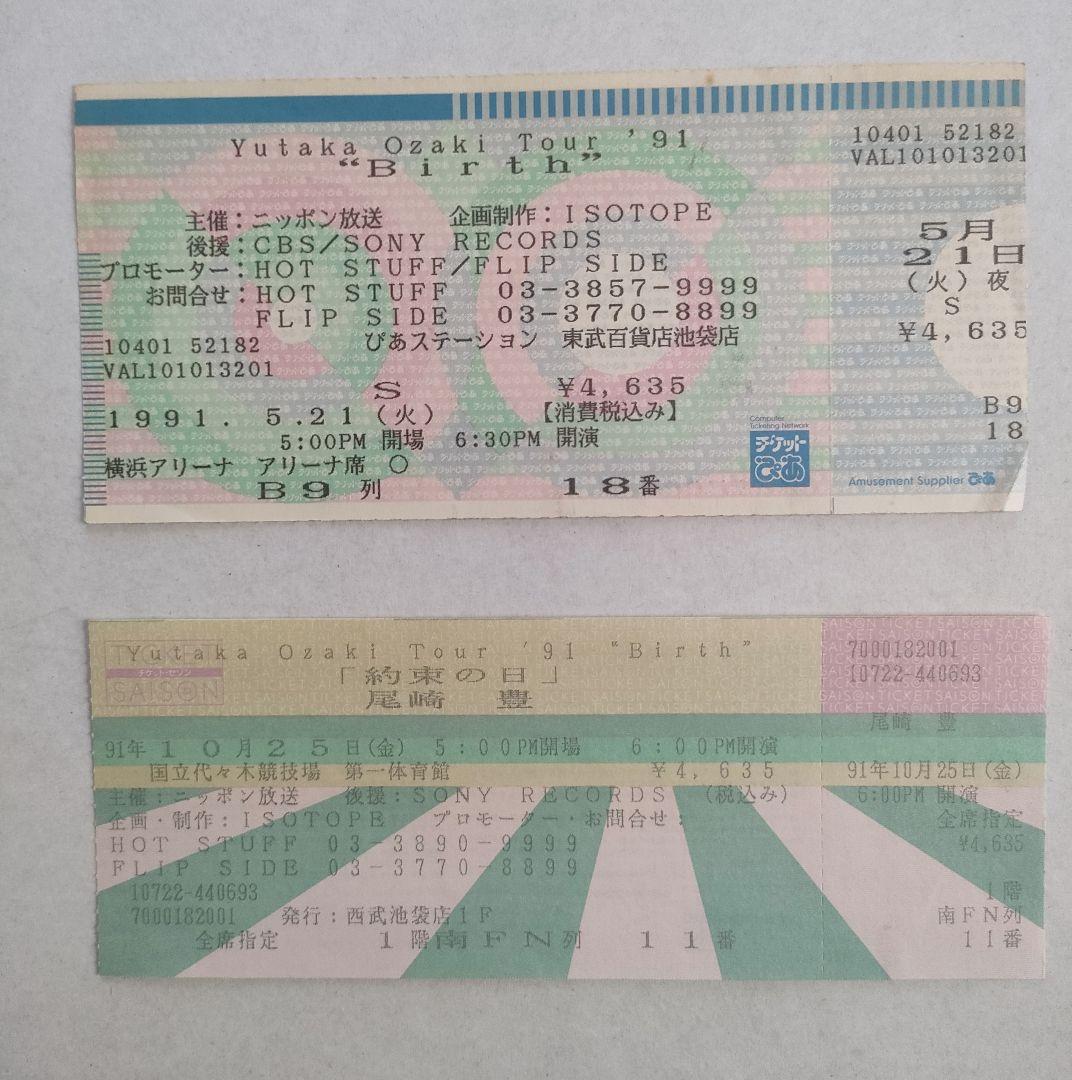 Yutaka Ozaki Tour '91
“Birth”
主催：ニッポン放送 企画制作：ISOTOPE
後援：CBS/SONY RECORDS
プロモーター：HOT STUFF/FLIP SIDE
お問合せ：HOT STUFF 03-3857-9999
FLIP SIDE 03-3770-8899
10401 52182 ぴあステーション 東武百貨店池袋店
VAL101013201
S ¥4,635
1991. 5.21(火) 【消費税込み】
5:00PM 開場 6:30PM 開演
横浜アリーナ アリーナ席 〇
B9 列 18番
Computer
Ticketing Network
チケット
ぴあ
10401 52182
VAL101013201
5月
21日
(火) 夜
S
¥4,635
B9
18
Amusement Supplier ぴあ
TICKET
チケット・セゾン
SAISON
Yutaka Ozaki Tour '91 “Birth”
「約束の日」
尾崎 豊
91年10月25日(金) 5:00PM開場 6:00PM開演
国立代々木競技場 第一体育館 ¥4,635
主催：ニッポン放送 後援：SONY RECORDS (税込み)
企画・制作：ISOTOPE プロモーター・お問合せ：
HOT STUFF 03-3890-9999
FLIP SIDE 03-3770-8899
10722-440693
7000182001 発行：西武池袋店1F
全席指定 1階南FN列 11番
7000182001
10722-440693
尾崎 豊
91年10月25日(金)
6:00PM 開演
全席指定
¥4,635
1階
南FN列
11番